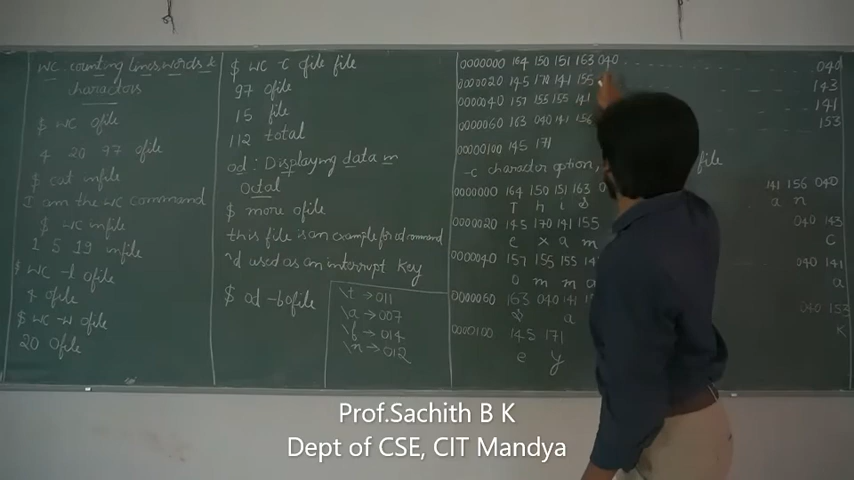 WC counting lines, words &
charactors
$ WC ofile
4 20 97 ofile
$ cat infile
I am the WC command
$ WC infile
1 5 19 infile
$ WC -l ofile
4 ofile
$ WC -w ofile
20 Ofile
$ WC -c ofile file
97 ofile
15 file
112 total
od : Displaying data in
Octal
$ more ofile
this file is an example for od command
^d used as an interrupt key
$ od -b ofile
\t → 011
\a → 007
\f → 014
\n → 012
0000000 164 150 151 163 040 040
0000020 145 170 141 155 143
0000040 157 155 155 141 141
0000060 163 040 141 156 153
0000100 145 171
-c charactor option, file
0000000 164 150 151 163 0 141 156 040
T h i s a n
0000020 145 170 141 155 040 143
e x a m c
0000040 157 155 155 14 040 141
o m m a a
0000060 163 040 141 1 040 153
s a k
0000100 145 171
e y
Prof.Sachith B K
Dept of CSE, CIT Mandya